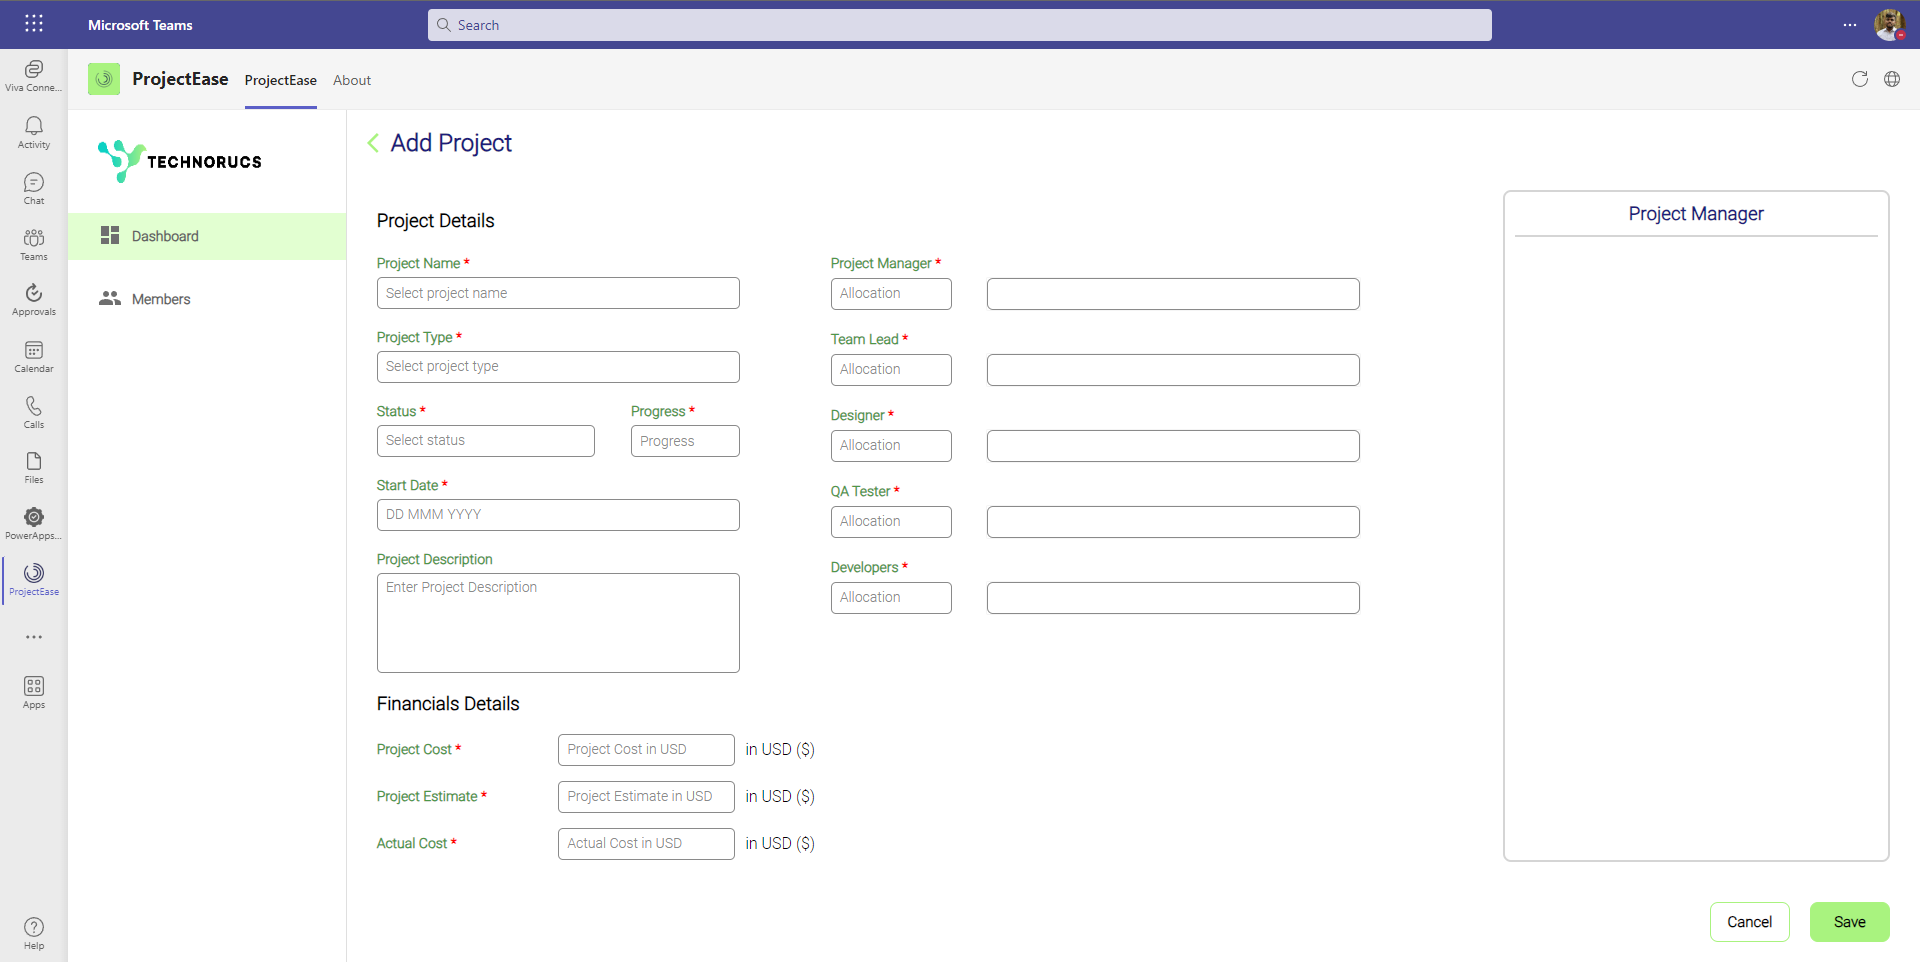 Microsoft Teams
Search
Viva Conne...
Activity
Chat
Teams
Approvals
Calendar
Calls
Files
PowerApps...
ProjectEase
Apps
Help
ProjectEase
ProjectEase
About
TECHNORUCS
Dashboard
Members
Add Project
Project Details
Project Name *
Select project name
Project Type *
Select project type
Status *
Progress *
Select status
Progress
Start Date *
DD MMM YYYY
Project Description
Enter Project Description
Project Manager *
Allocation
Team Lead *
Allocation
Designer *
Allocation
QA Tester *
Allocation
Developers *
Allocation
Financials Details
Project Cost *
Project Cost in USD
in USD ($)
Project Estimate *
Project Estimate in USD
in USD ($)
Actual Cost *
Actual Cost in USD
in USD ($)
Project Manager
Cancel
Save